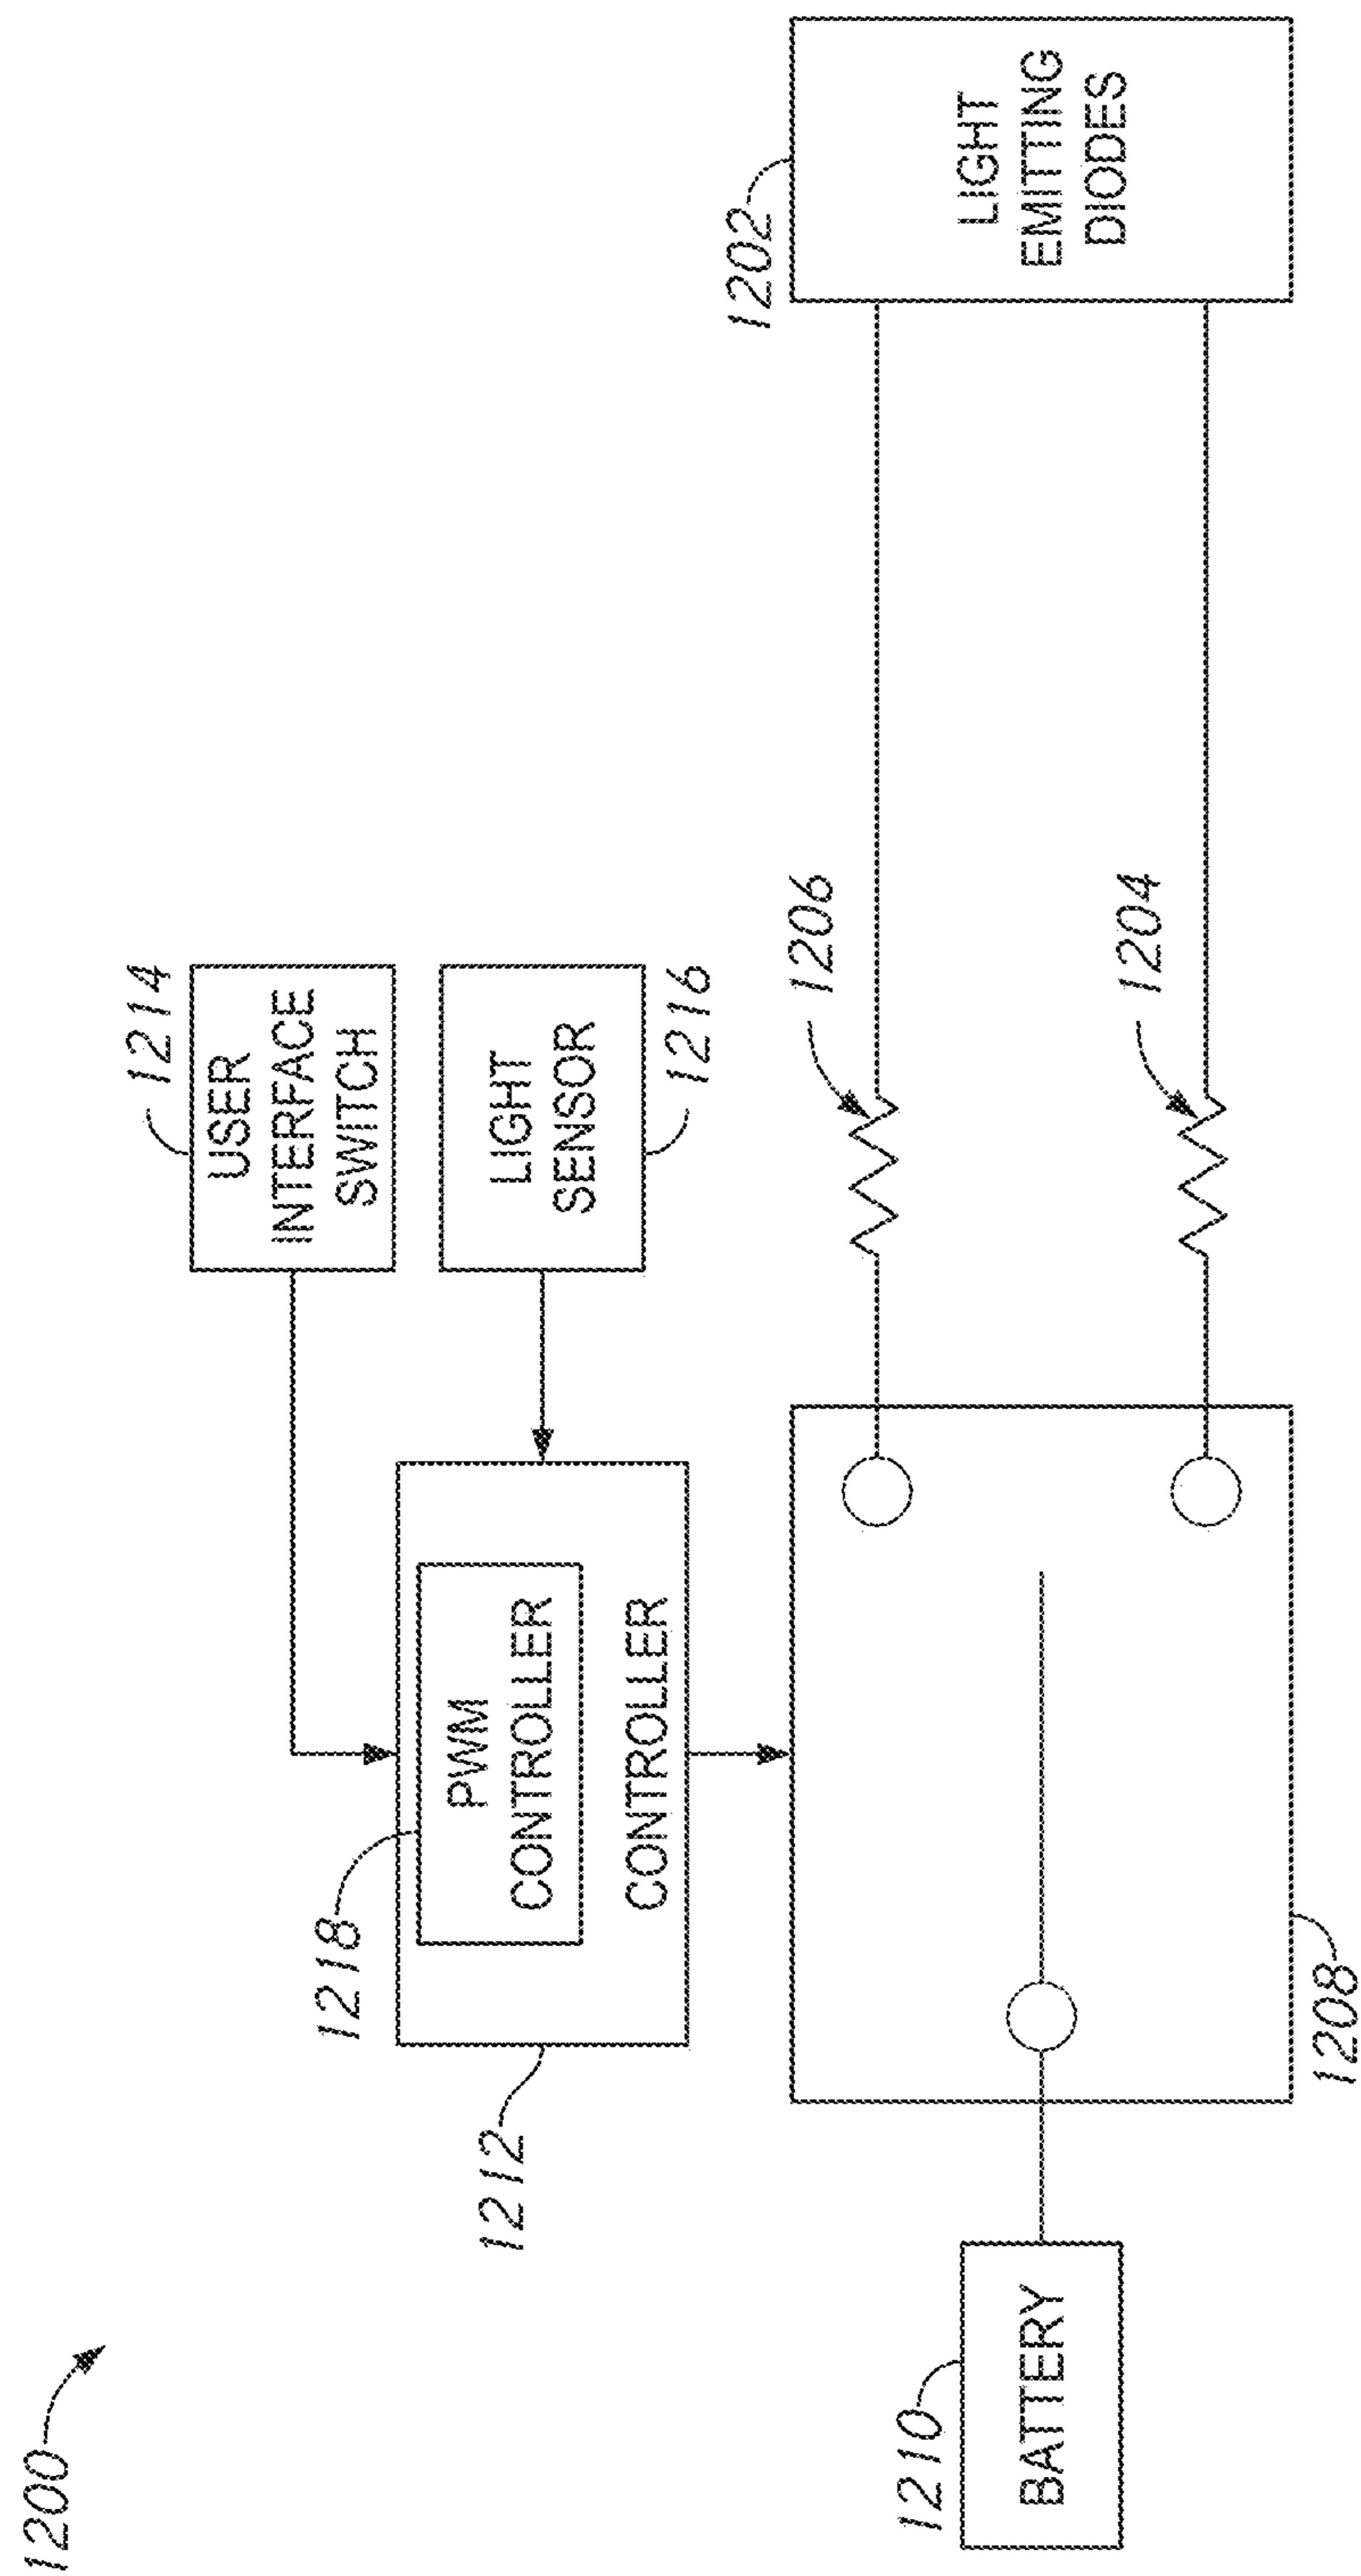 1200
1214
USER
INTERFACE
SWITCH
LIGHT
SENSOR
1216
1218
PWM
CONTROLLER
CONTROLLER
1212
1202
LIGHT
EMITTING
DIODES
1206
1204
1210
BATTERY
1208